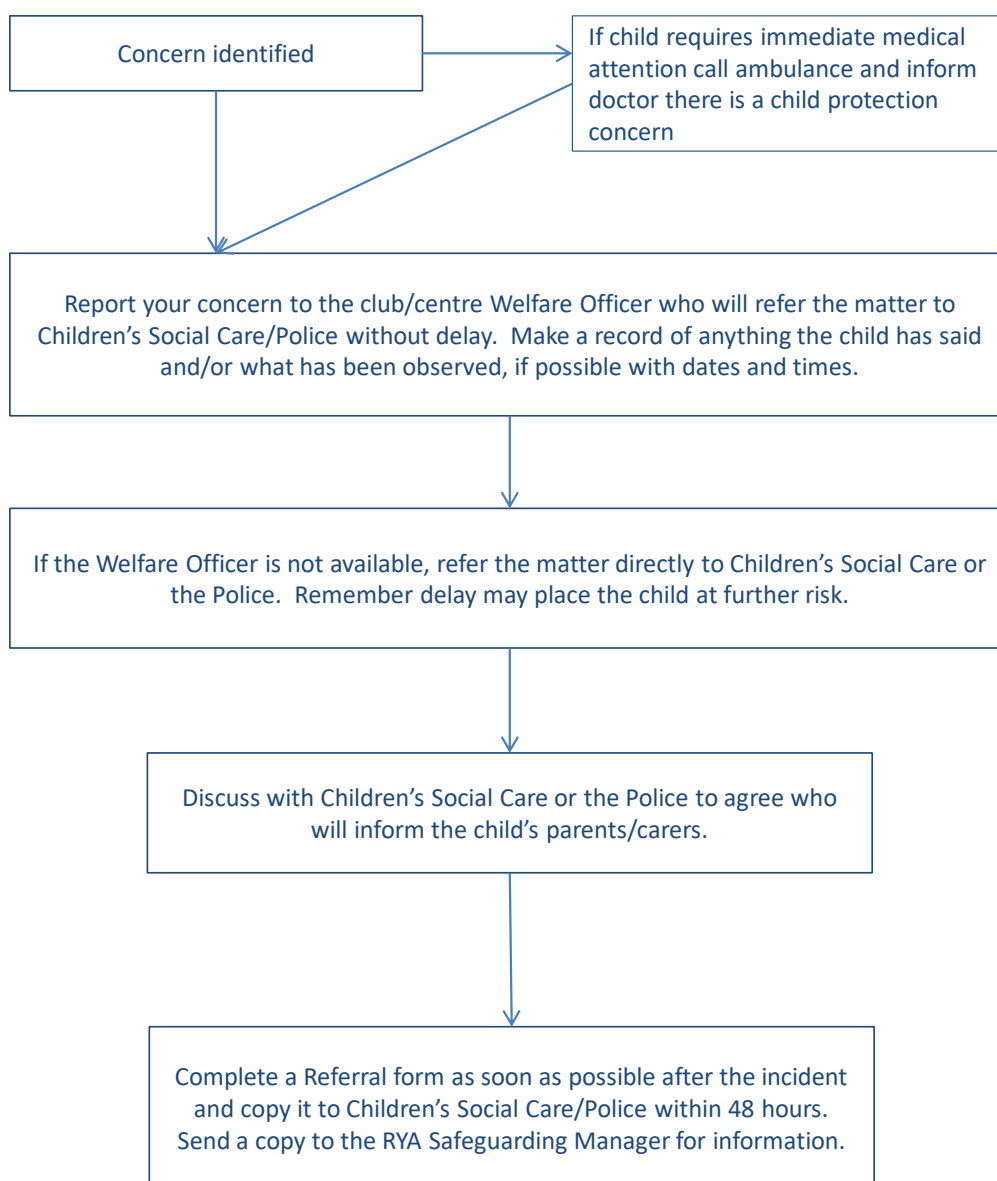 Concern identified
If child requires immediate medical
attention call ambulance and inform
doctor there is a child protection
concern
Report your concern to the club/centre Welfare Officer who will refer the matter to
Children’s Social Care/Police without delay.  Make a record of anything the child has said
and/or what has been observed, if possible with dates and times.
If the Welfare Officer is not available, refer the matter directly to Children’s Social Care or
the Police.  Remember delay may place the child at further risk.
Discuss with Children’s Social Care or the Police to agree who
will inform the child’s parents/carers.
Complete a Referral form as soon as possible after the incident
and copy it to Children’s Social Care/Police within 48 hours.
Send a copy to the RYA Safeguarding Manager for information.